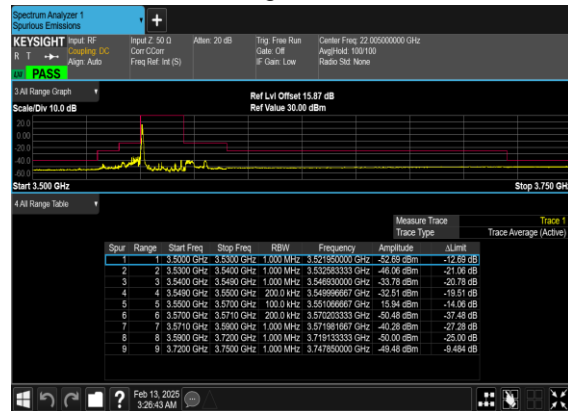 Spectrum Analyzer 1
Spurious Emissions
KEYSIGHT Input: RF Input Z: 50 Ω Atten: 20 dB Trig: Free Run Center Freq: 22.005000000 GHz
R T Coupling: DC Corr CCorr Gate: Off Avg|Hold: 100/100
Align: Auto Freq Ref: Int (S) IF Gain: Low Radio Std: None
PASS
3 All Range Graph
Ref Lvl Offset 15.87 dB
Scale/Div 10.0 dB Ref Value 30.00 dBm
20.0
0.00
-20.0
-40.0
-60.0
Start 3.500 GHz Stop 3.750 GH
4 All Range Table
Measure Trace Trace 1
Trace Type Trace Average (Active)
Spur Range Start Freq Stop Freq RBW Frequency Amplitude ΔLimit
1 1 3.5000 GHz 3.5300 GHz 1.000 MHz 3.521950000 GHz -52.69 dBm -12.69 dB
2 2 3.5300 GHz 3.5400 GHz 1.000 MHz 3.532583333 GHz -46.06 dBm -21.06 dB
3 3 3.5400 GHz 3.5490 GHz 1.000 MHz 3.546930000 GHz -33.78 dBm -20.78 dB
4 4 3.5490 GHz 3.5500 GHz 200.0 kHz 3.549996667 GHz -32.51 dBm -19.51 dB
5 5 3.5500 GHz 3.5700 GHz 100.0 kHz 3.551066667 GHz 15.94 dBm -14.06 dB
6 6 3.5700 GHz 3.5710 GHz 200.0 kHz 3.570203333 GHz -50.48 dBm -37.48 dB
7 7 3.5710 GHz 3.5900 GHz 1.000 MHz 3.571981667 GHz -40.28 dBm -27.28 dB
8 8 3.5900 GHz 3.7200 GHz 1.000 MHz 3.719133333 GHz -50.00 dBm -25.00 dB
9 9 3.7200 GHz 3.7500 GHz 1.000 MHz 3.747850000 GHz -49.48 dBm -9.484 dB
Feb 13, 2025
3:26:43 AM